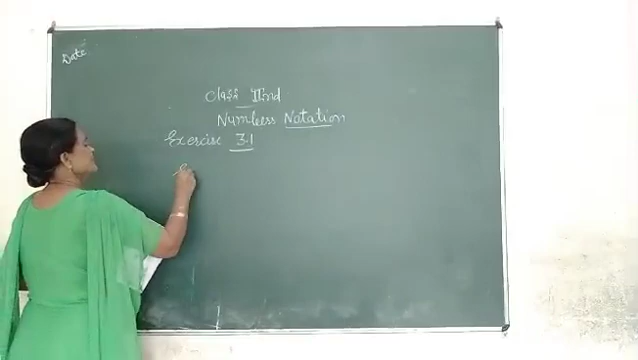 Date
Class IInd
Numbers Notation
Exercise 3.1